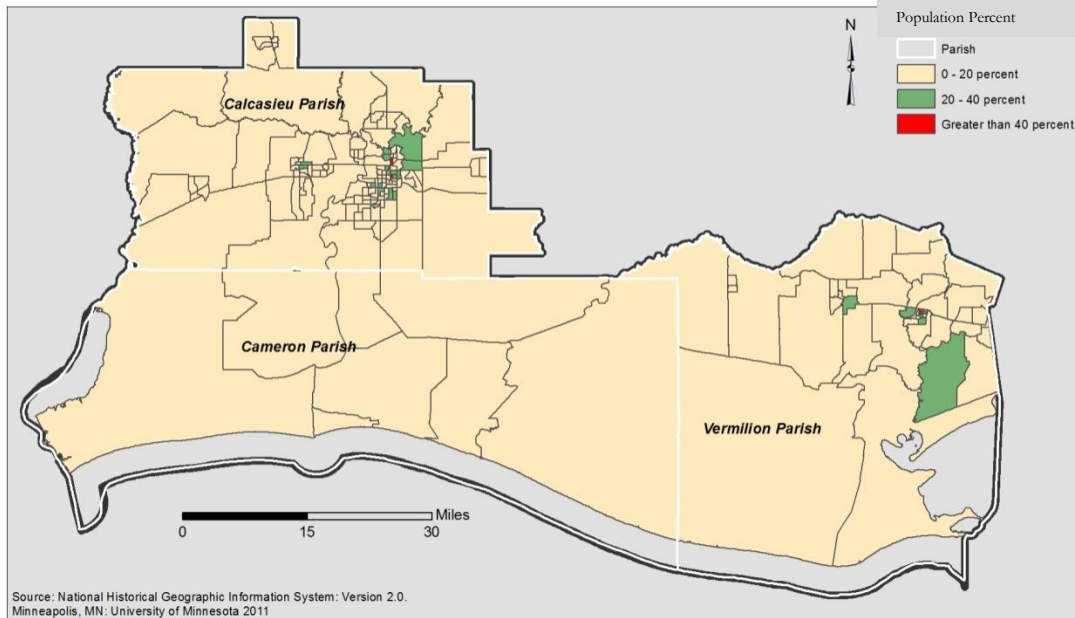 Population Percent
N
Parish
0 - 20 percent
20 - 40 percent
Greater than 40 percent
Calcasieu Parish
Cameron Parish
Vermilion Parish
Miles
0 15 30
Source: National Historical Geographic Information System: Version 2.0.
Minneapolis, MN: University of Minnesota 2011